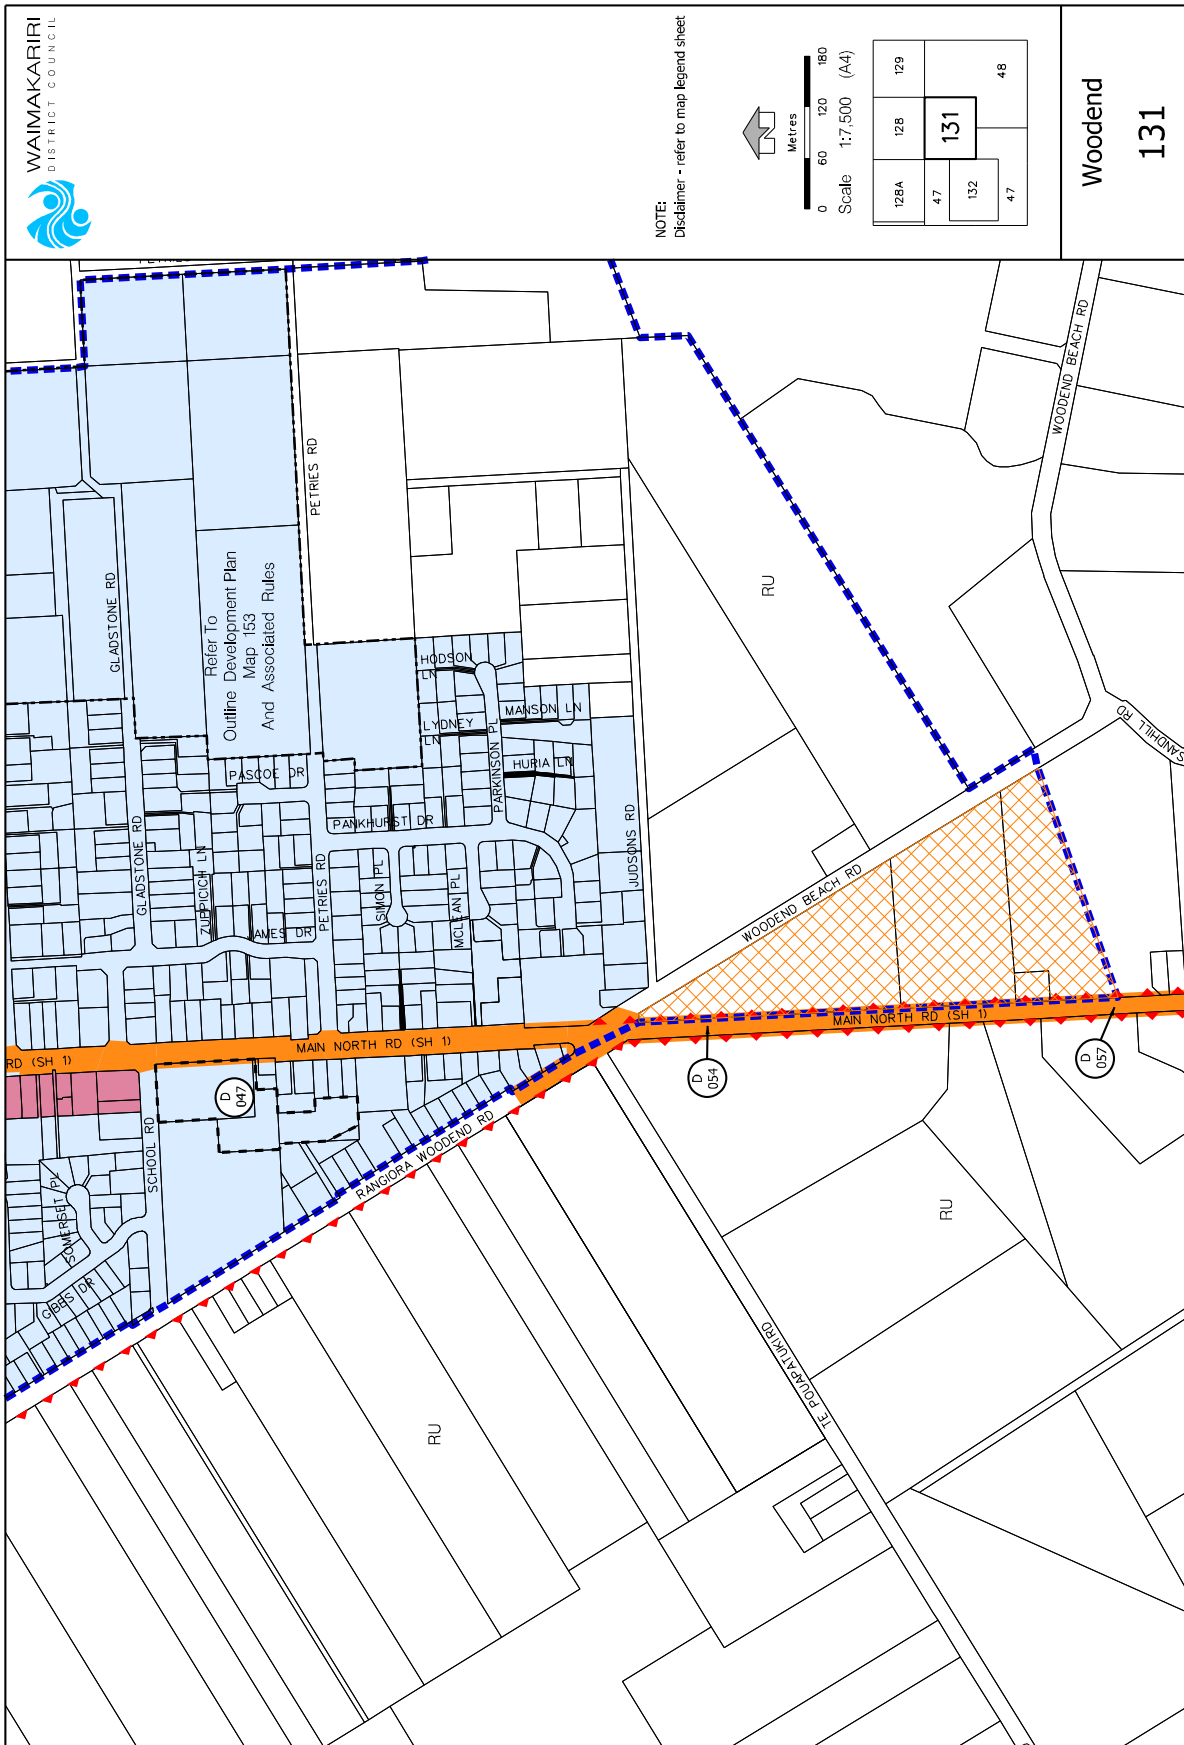 WAIMAKARIRI
DISTRICT COUNCIL
NOTE:
Disclaimer - refer to map legend sheet
N
Metres
0 60 120 180
Scale 1:7,500 (A4)
128A
128
129
47
131
48
132
47
Woodend
131
PETRIES RD
GLADSTONE RD
Refer To
Outline Development Plan
Map 153
And Associated Rules
HODSON
LN
LYDNEY
LN
MANSON LN
PARKINSON PL
HURIA LN
PASCOE DR
PANKHURST DR
GLADSTONE RD
ZUPPICICH LN
PETRIES RD
SIMON PL
MCLEAN PL
JUDSONS RD
RU
WOODEND BEACH RD
WOODEND BEACH RD
SANDHILL RD
RD (SH 1)
MAIN NORTH RD (SH 1)
MAIN NORTH RD (SH 1)
D
047
D
054
D
057
SCHOOL RD
SOMERSET PL
GIBBS DR
RANGIORA WOODEND RD
RU
RU
TE POUAPATUKI RD